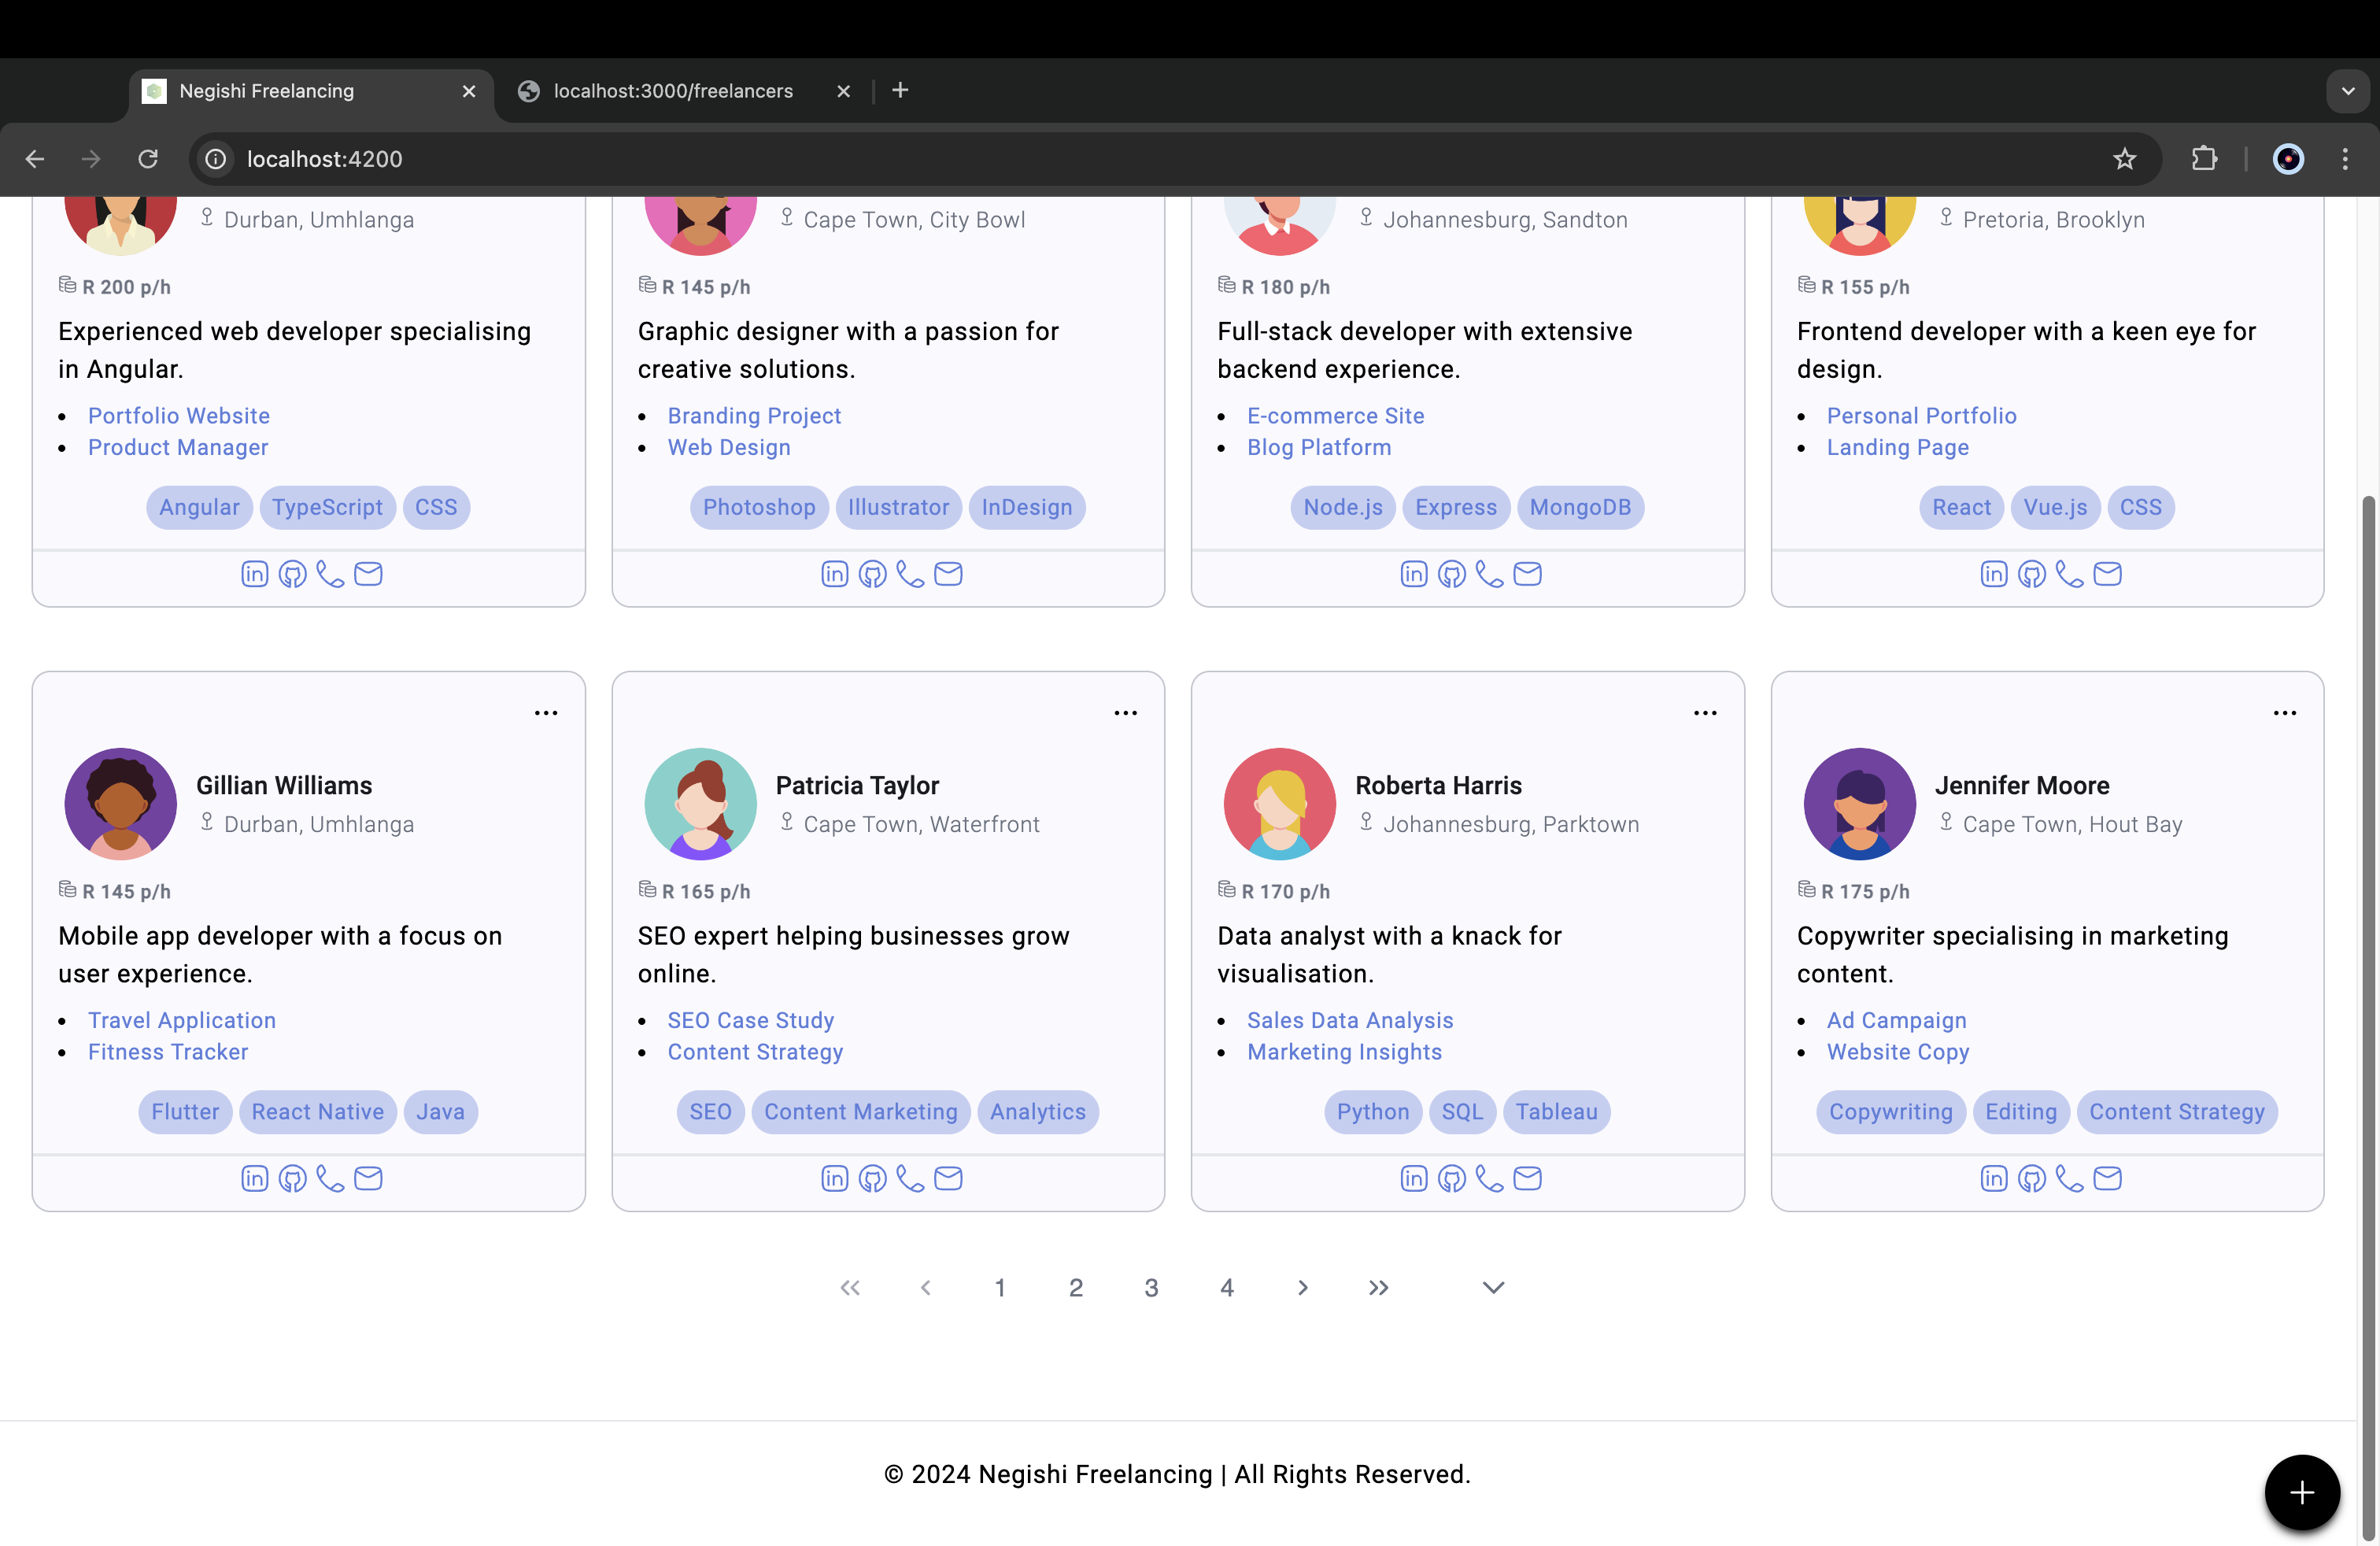 Negishi Freelancing
localhost:3000/freelancers
localhost:4200
Durban, Umhlanga
R 200 p/h
Experienced web developer specialising
in Angular.
Portfolio Website
Product Manager
Angular TypeScript CSS
Cape Town, City Bowl
R 145 p/h
Graphic designer with a passion for
creative solutions.
Branding Project
Web Design
Photoshop Illustrator InDesign
Johannesburg, Sandton
R 180 p/h
Full-stack developer with extensive
backend experience.
E-commerce Site
Blog Platform
Node.js Express MongoDB
Pretoria, Brooklyn
R 155 p/h
Frontend developer with a keen eye for
design.
Personal Portfolio
Landing Page
React Vue.js CSS
Gillian Williams
Durban, Umhlanga
R 145 p/h
Mobile app developer with a focus on
user experience.
Travel Application
Fitness Tracker
Flutter React Native Java
Patricia Taylor
Cape Town, Waterfront
R 165 p/h
SEO expert helping businesses grow
online.
SEO Case Study
Content Strategy
SEO Content Marketing Analytics
Roberta Harris
Johannesburg, Parktown
R 170 p/h
Data analyst with a knack for
visualisation.
Sales Data Analysis
Marketing Insights
Python SQL Tableau
Jennifer Moore
Cape Town, Hout Bay
R 175 p/h
Copywriter specialising in marketing
content.
Ad Campaign
Website Copy
Copywriting Editing Content Strategy
1 2 3 4
© 2024 Negishi Freelancing | All Rights Reserved.